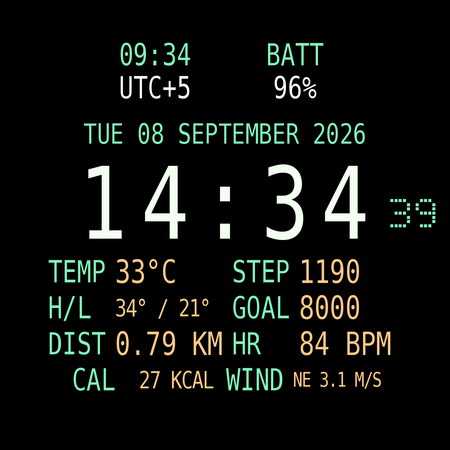 09:34 BATT
UTC+5 96%
TUE 08 SEPTEMBER 2026
14:34 39
TEMP 33°C STEP 1190
H/L 34° / 21° GOAL 8000
DIST 0.79 KM HR 84 BPM
CAL 27 KCAL WIND NE 3.1 M/S